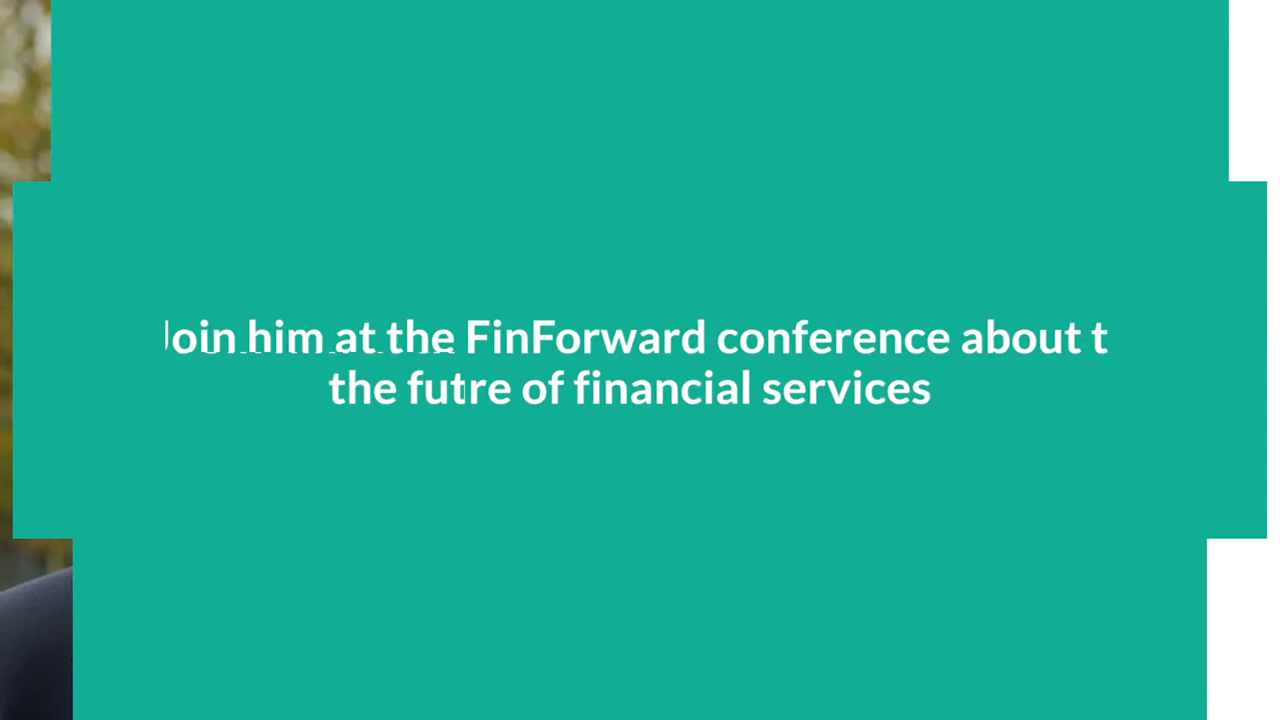 Join him at the FinForward conference about t
the futre of financial services